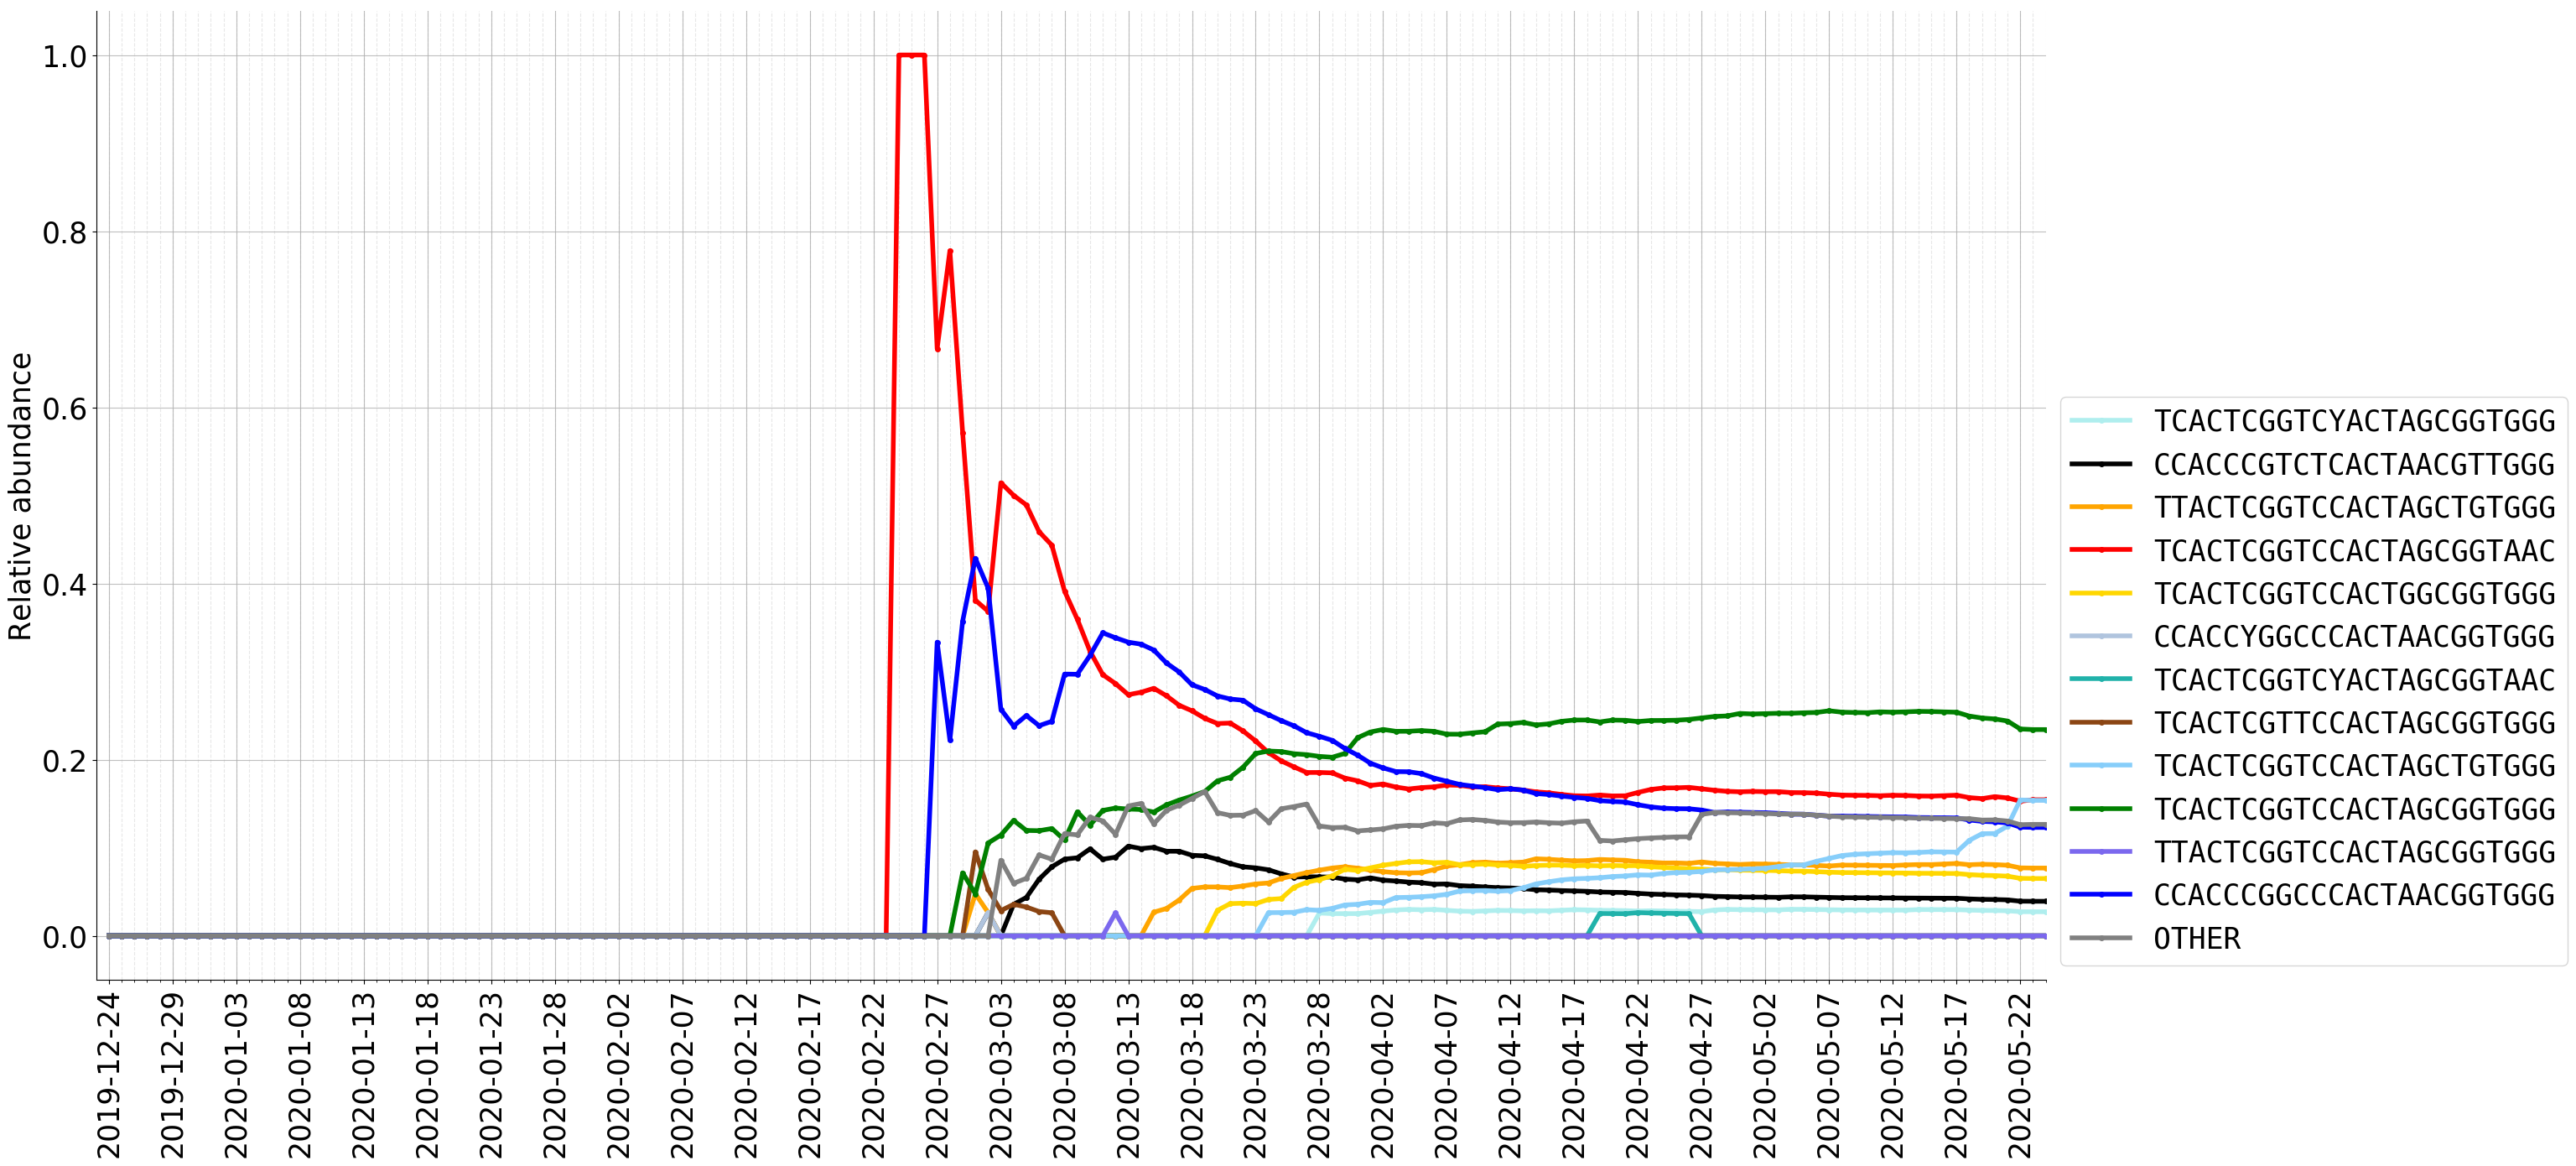 1.0
0.8
0.6
0.4
0.2
0.0
Relative abundance
2019-12-24
2019-12-29
2020-01-03
2020-01-08
2020-01-13
2020-01-18
2020-01-23
2020-01-28
2020-02-02
2020-02-07
2020-02-12
2020-02-17
2020-02-22
2020-02-27
2020-03-03
2020-03-08
2020-03-13
2020-03-18
2020-03-23
2020-03-28
2020-04-02
2020-04-07
2020-04-12
2020-04-17
2020-04-22
2020-04-27
2020-05-02
2020-05-07
2020-05-12
2020-05-17
2020-05-22
TCACTCGGTCYACTAGCGGTGGG
CCACCCGTCTCACTAACGTTGGG
TTACTCGGTCCACTAGCTGTGGG
TCACTCGGTCCACTAGCGGTAAC
TCACTCGGTCCACTGGCGGTGGG
CCACCYGGCCCACTAACGGTGGG
TCACTCGGTCYACTAGCGGTAAC
TCACTCGTTCCACTAGCGGTGGG
TCACTCGGTCCACTAGCTGTGGG
TCACTCGGTCCACTAGCGGTGGG
TTACTCGGTCCACTAGCGGTGGG
CCACCCGGCCCACTAACGGTGGG
OTHER